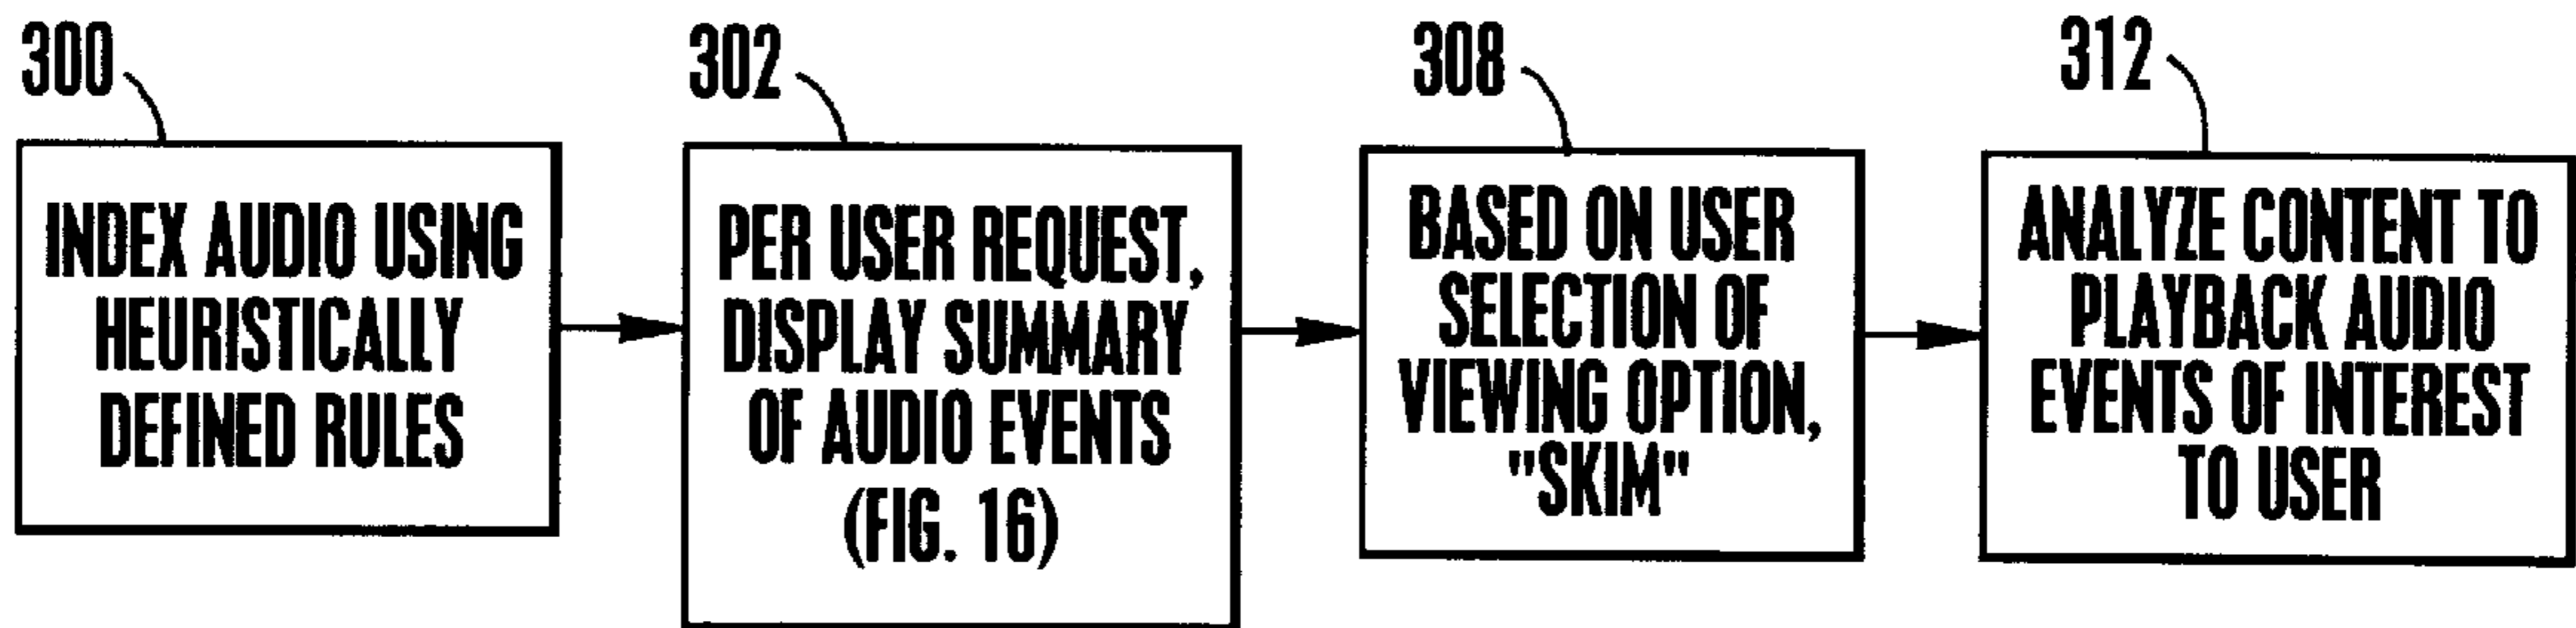 300
INDEX AUDIO USING
HEURISTICALLY
DEFINED RULES
302
PER USER REQUEST,
DISPLAY SUMMARY
OF AUDIO EVENTS
(FIG. 16)
308
BASED ON USER
SELECTION OF
VIEWING OPTION,
"SKIM"
312
ANALYZE CONTENT TO
PLAYBACK AUDIO
EVENTS OF INTEREST
TO USER